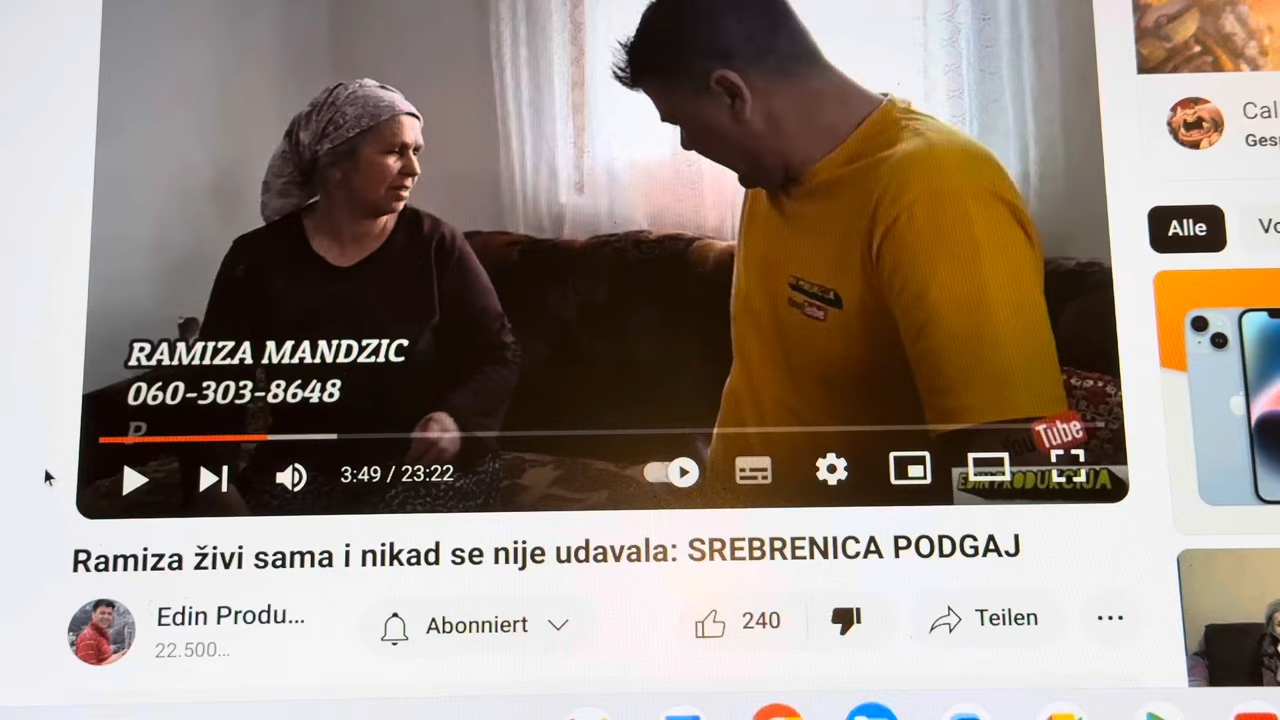 RAMIZA MANDZIC
060-303-8648
P
Tube
3:49 / 23:22
EDIN PRODUKCIJA
Ramiza živi sama i nikad se nije udavala: SREBRENICA PODGAJ
Edin Produ...
22.500...
Abonniert
240
Teilen
Cal
Ges
Alle
Vo